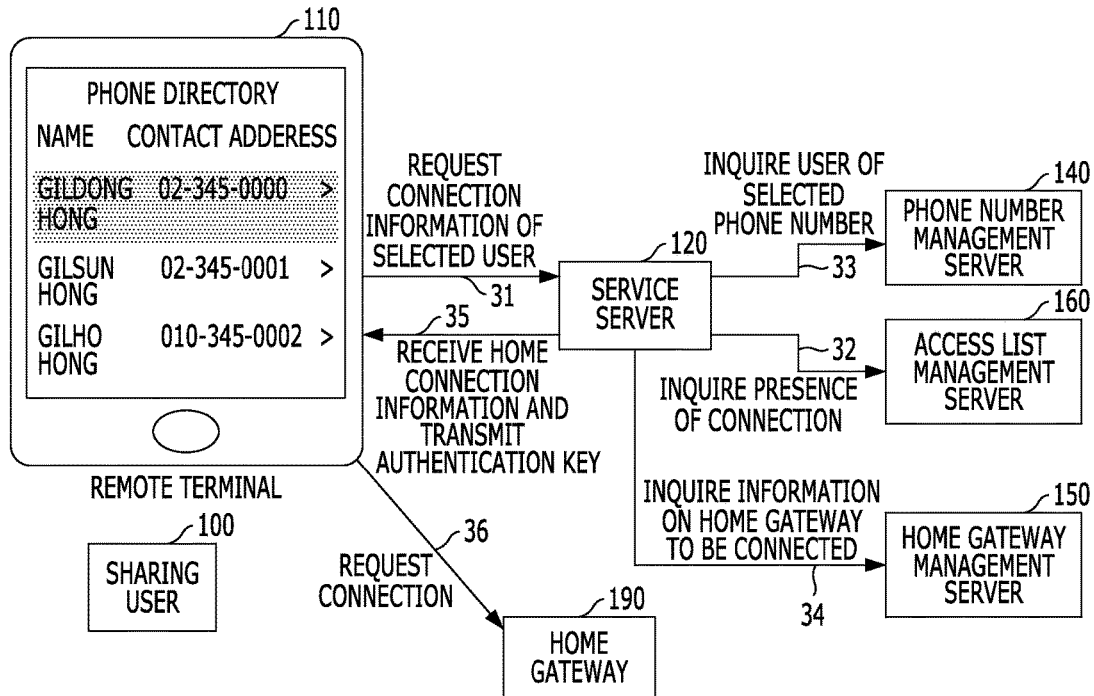 110
PHONE DIRECTORY
NAME CONTACT ADDERESS
GILDONG 02-345-0000 >
HONG
GILSUN 02-345-0001 >
HONG
GILHO 010-345-0002 >
HONG
REMOTE TERMINAL
100
SHARING
USER
REQUEST
CONNECTION
INFORMATION OF
SELECTED USER
31
35
RECEIVE HOME
CONNECTION
INFORMATION AND
TRANSMIT
AUTHENTICATION KEY
36
REQUEST
CONNECTION
120
SERVICE
SERVER
INQUIRE USER OF
SELECTED
PHONE NUMBER
33
140
PHONE NUMBER
MANAGEMENT
SERVER
32
INQUIRE PRESENCE
OF CONNECTION
160
ACCESS LIST
MANAGEMENT
SERVER
INQUIRE INFORMATION
ON HOME GATEWAY
TO BE CONNECTED
34
150
HOME GATEWAY
MANAGEMENT
SERVER
190
HOME
GATEWAY